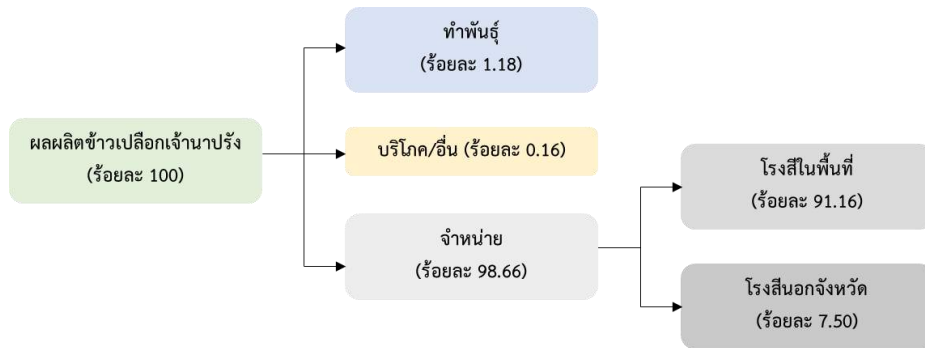 ทำพันธุ์
(ร้อยละ 1.18)
ผลผลิตข้าวเปลือกเจ้านาปรัง
(ร้อยละ 100)
บริโภค/อื่น (ร้อยละ 0.16)
จำหน่าย
(ร้อยละ 98.66)
โรงสีในพื้นที่
(ร้อยละ 91.16)
โรงสีนอกจังหวัด
(ร้อยละ 7.50)